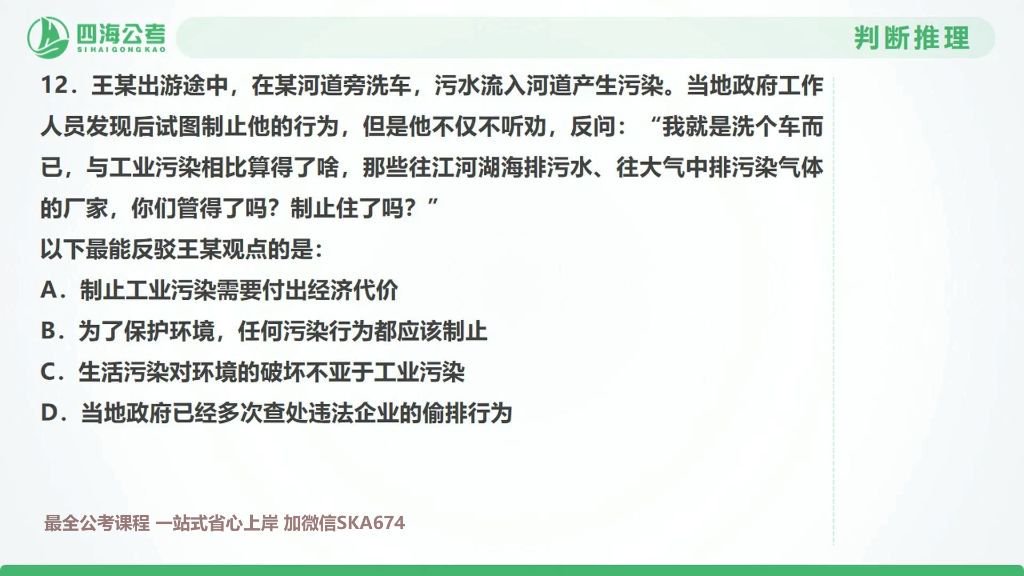 四海公考
SIHAIGONGKAO
判断推理
12．王某出游途中，在某河道旁洗车，污水流入河道产生污染。当地政府工作
人员发现后试图制止他的行为，但是他不仅不听劝，反问：“我就是洗个车而
已，与工业污染相比算得了啥，那些往江河湖海排污水、往大气中排污染气体
的厂家，你们管得了吗？制止住了吗？”
以下最能反驳王某观点的是：
A．制止工业污染需要付出经济代价
B．为了保护环境，任何污染行为都应该制止
C．生活污染对环境的破坏不亚于工业污染
D．当地政府已经多次查处违法企业的偷排行为
最全公考课程 一站式省心上岸 加微信SKA674